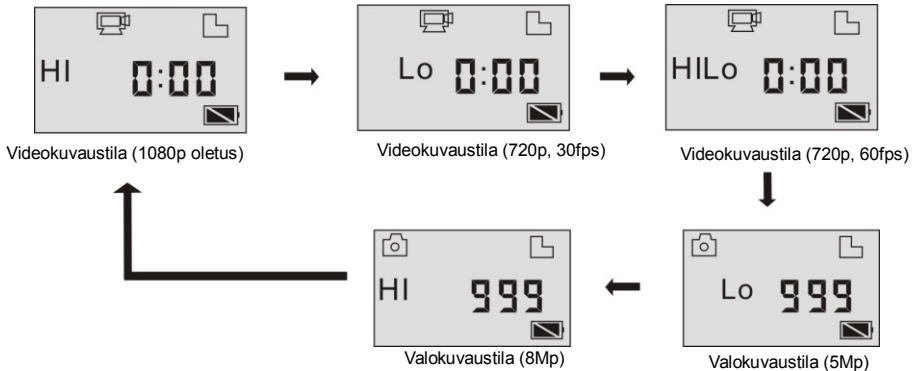 HI 0:00
Videokuvaustila (1080p oletus)
Lo 0:00
Videokuvaustila (720p, 30fps)
HILo 0:00
Videokuvaustila (720p, 60fps)
HI 999
Valokuvaustila (8Mp)
Lo 999
Valokuvaustila (5Mp)